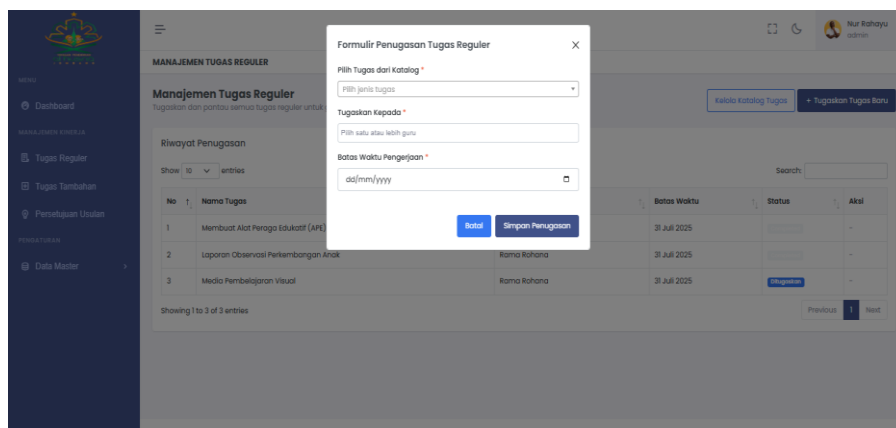 Nur Rahayu
admin
MENU
Dashboard
MANAJEMEN KINERJA
Tugas Reguler
Tugas Tambahan
Persetujuan Usulan
PENGATURAN
Data Master
MANAJEMEN TUGAS REGULER
Manajemen Tugas Reguler
Tugaskan dan pantau semua tugas reguler untuk
Kelola Katalog Tugas
+ Tugaskan Tugas Baru
Formulir Penugasan Tugas Reguler
X
Pilih Tugas dari Katalog *
Pilih jenis tugas
Tugaskan Kepada *
Pilih satu atau lebih guru
Batas Waktu Pengerjaan *
dd/mm/yyyy
Batal
Simpan Penugasan
Riwayat Penugasan
Show 10 entries
Search:
No Nama Tugas Batas Waktu Status Aksi
1 Membuat Alat Peraga Edukatif (APE) 31 Juli 2025 -
2 Laporan Observasi Perkembangan Anak Rama Rohana 31 Juli 2025 -
3 Media Pembelajaran Visual Rama Rohana 31 Juli 2025 Ditugaskan -
Showing 1 to 3 of 3 entries
Previous 1 Next